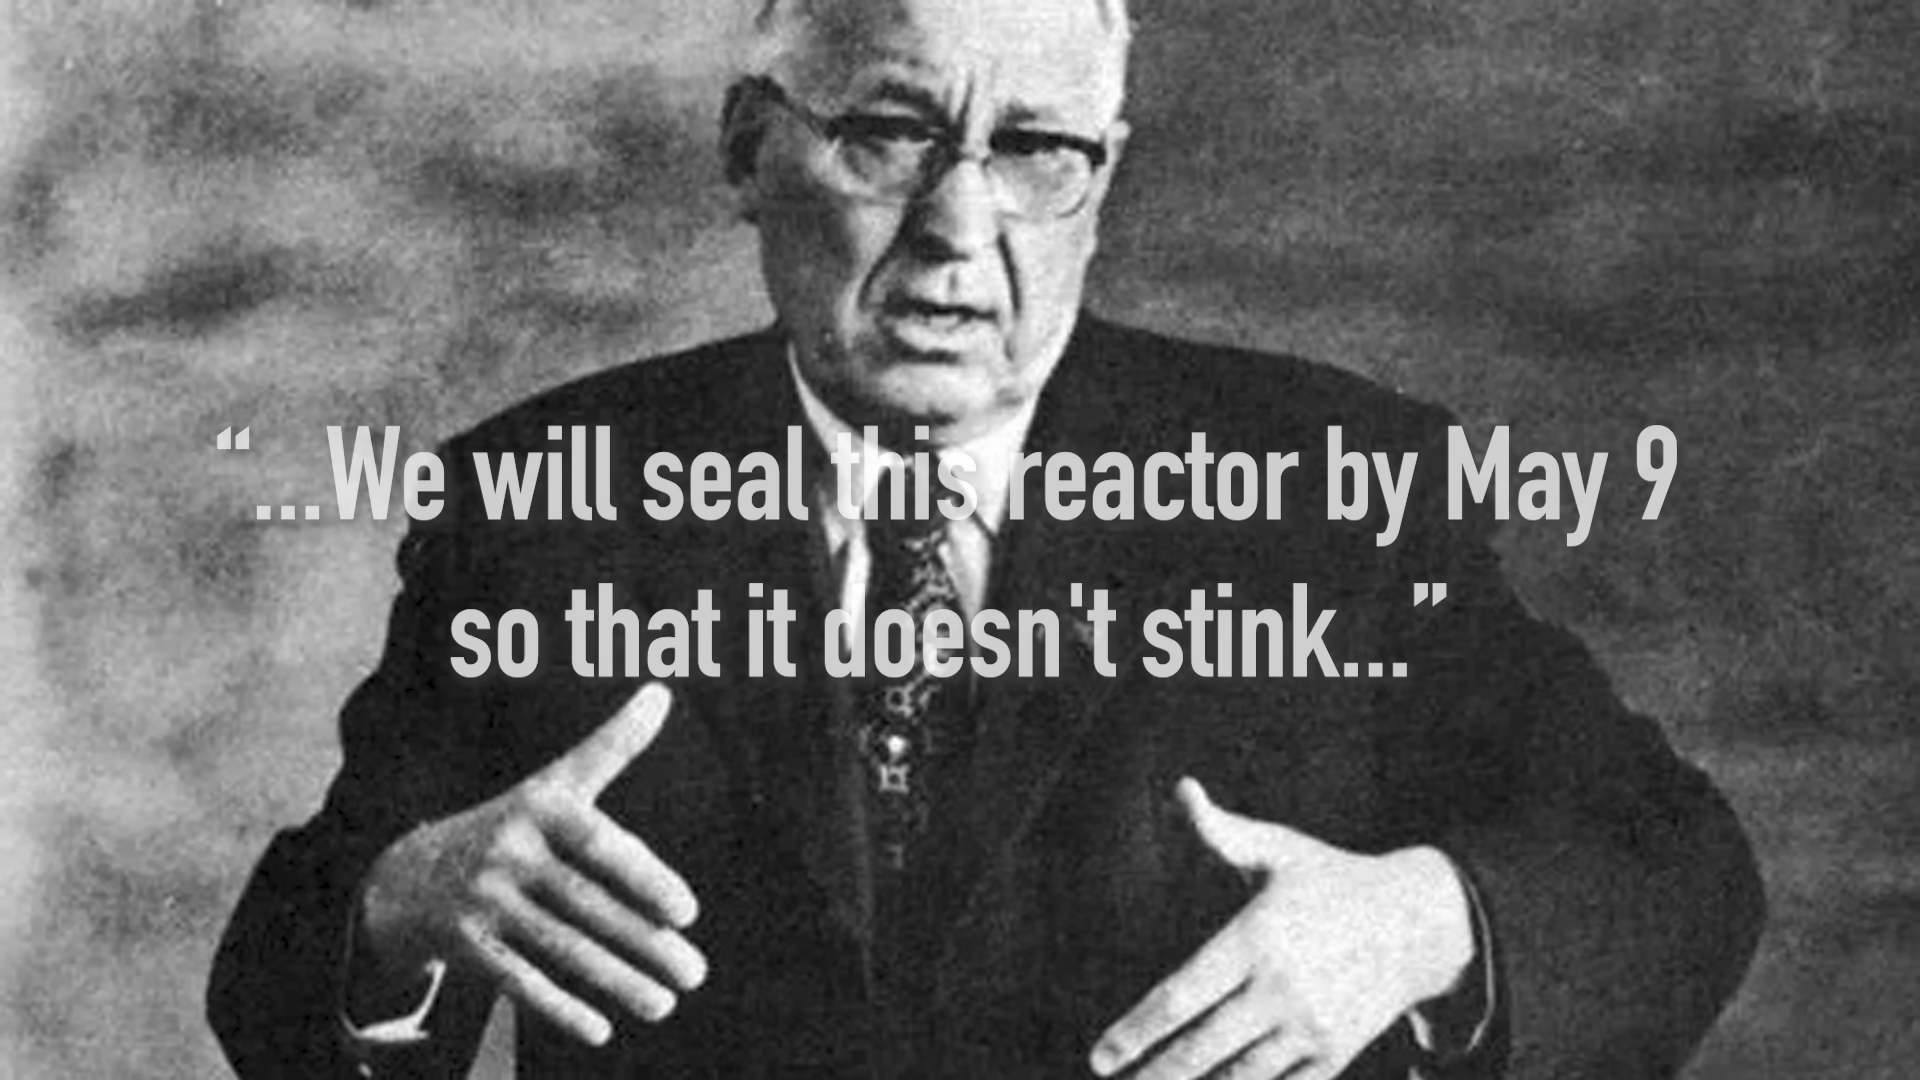 “...We will seal this reactor by May 9
so that it doesn't stink...”